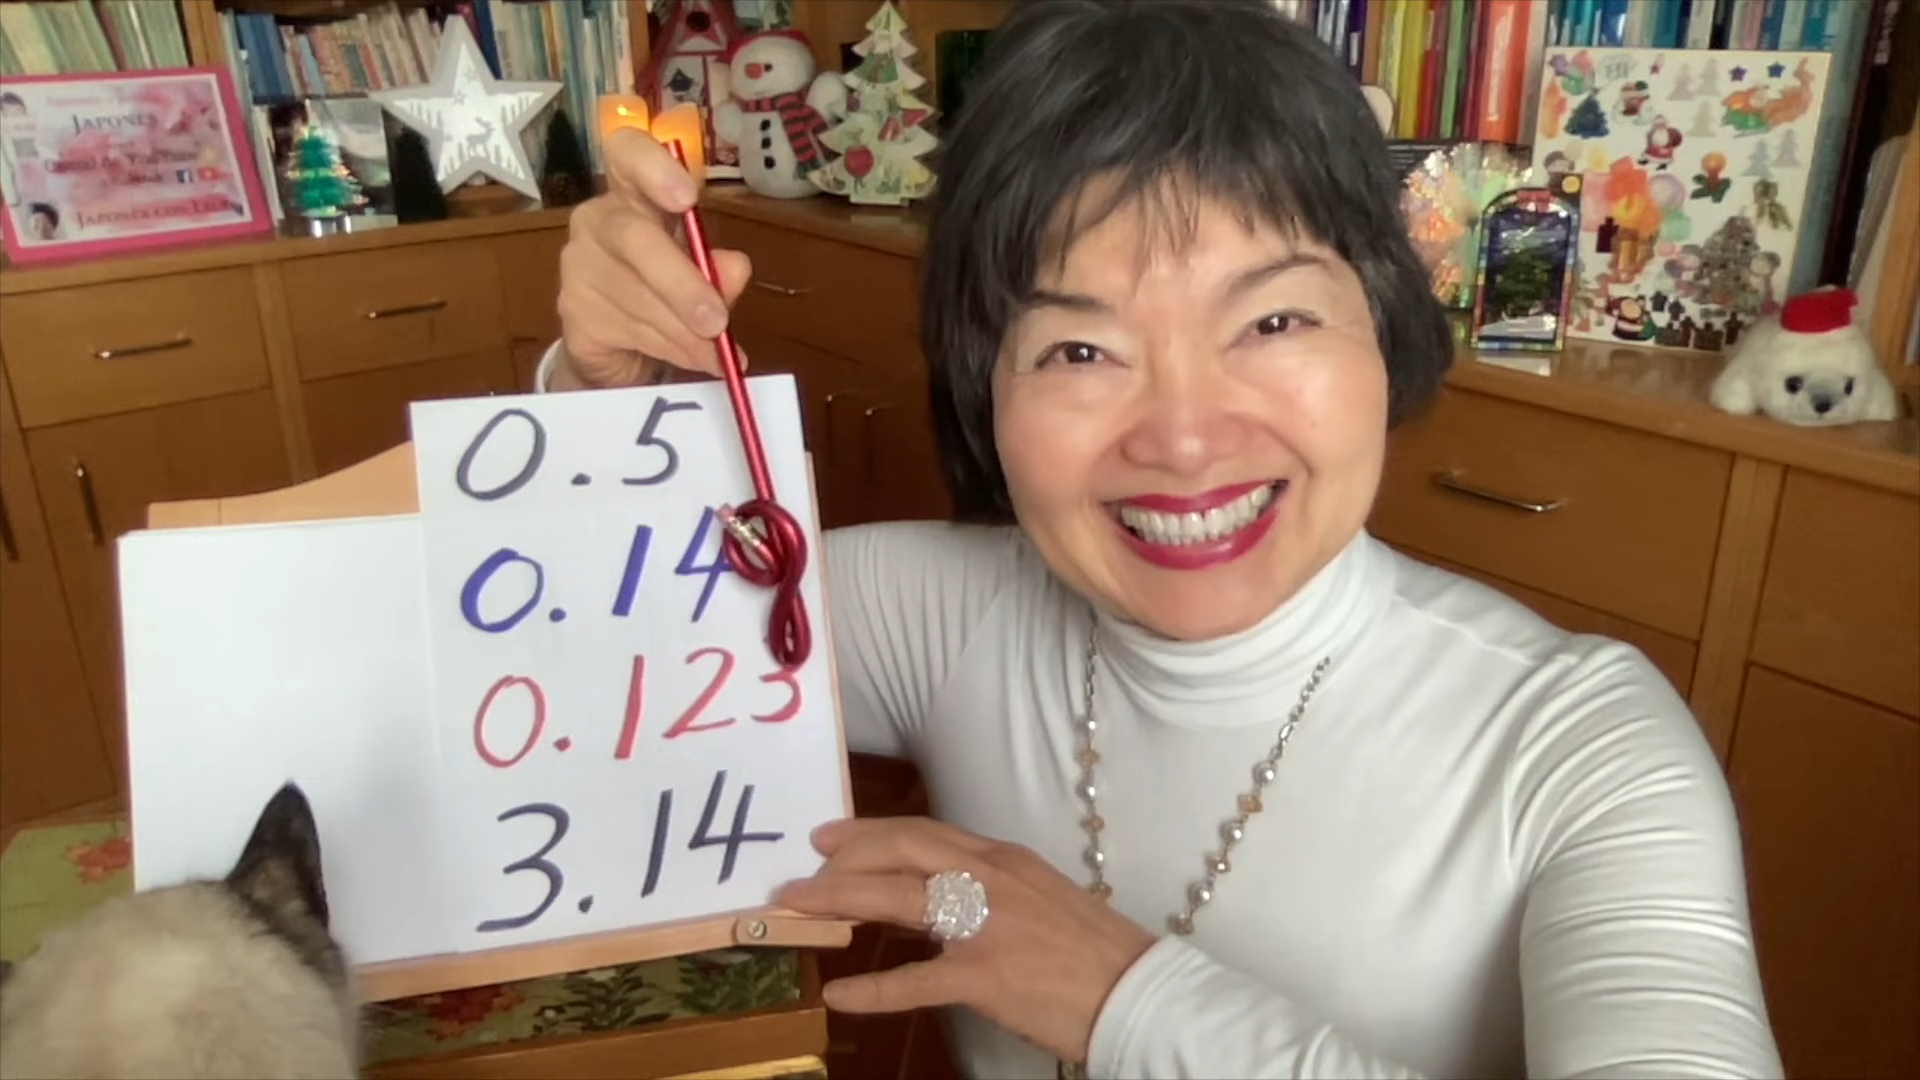 JAPONÉS
Canal de YouTube
JAPONÉS CON LILA
0.5
0.14
0.123
3.14